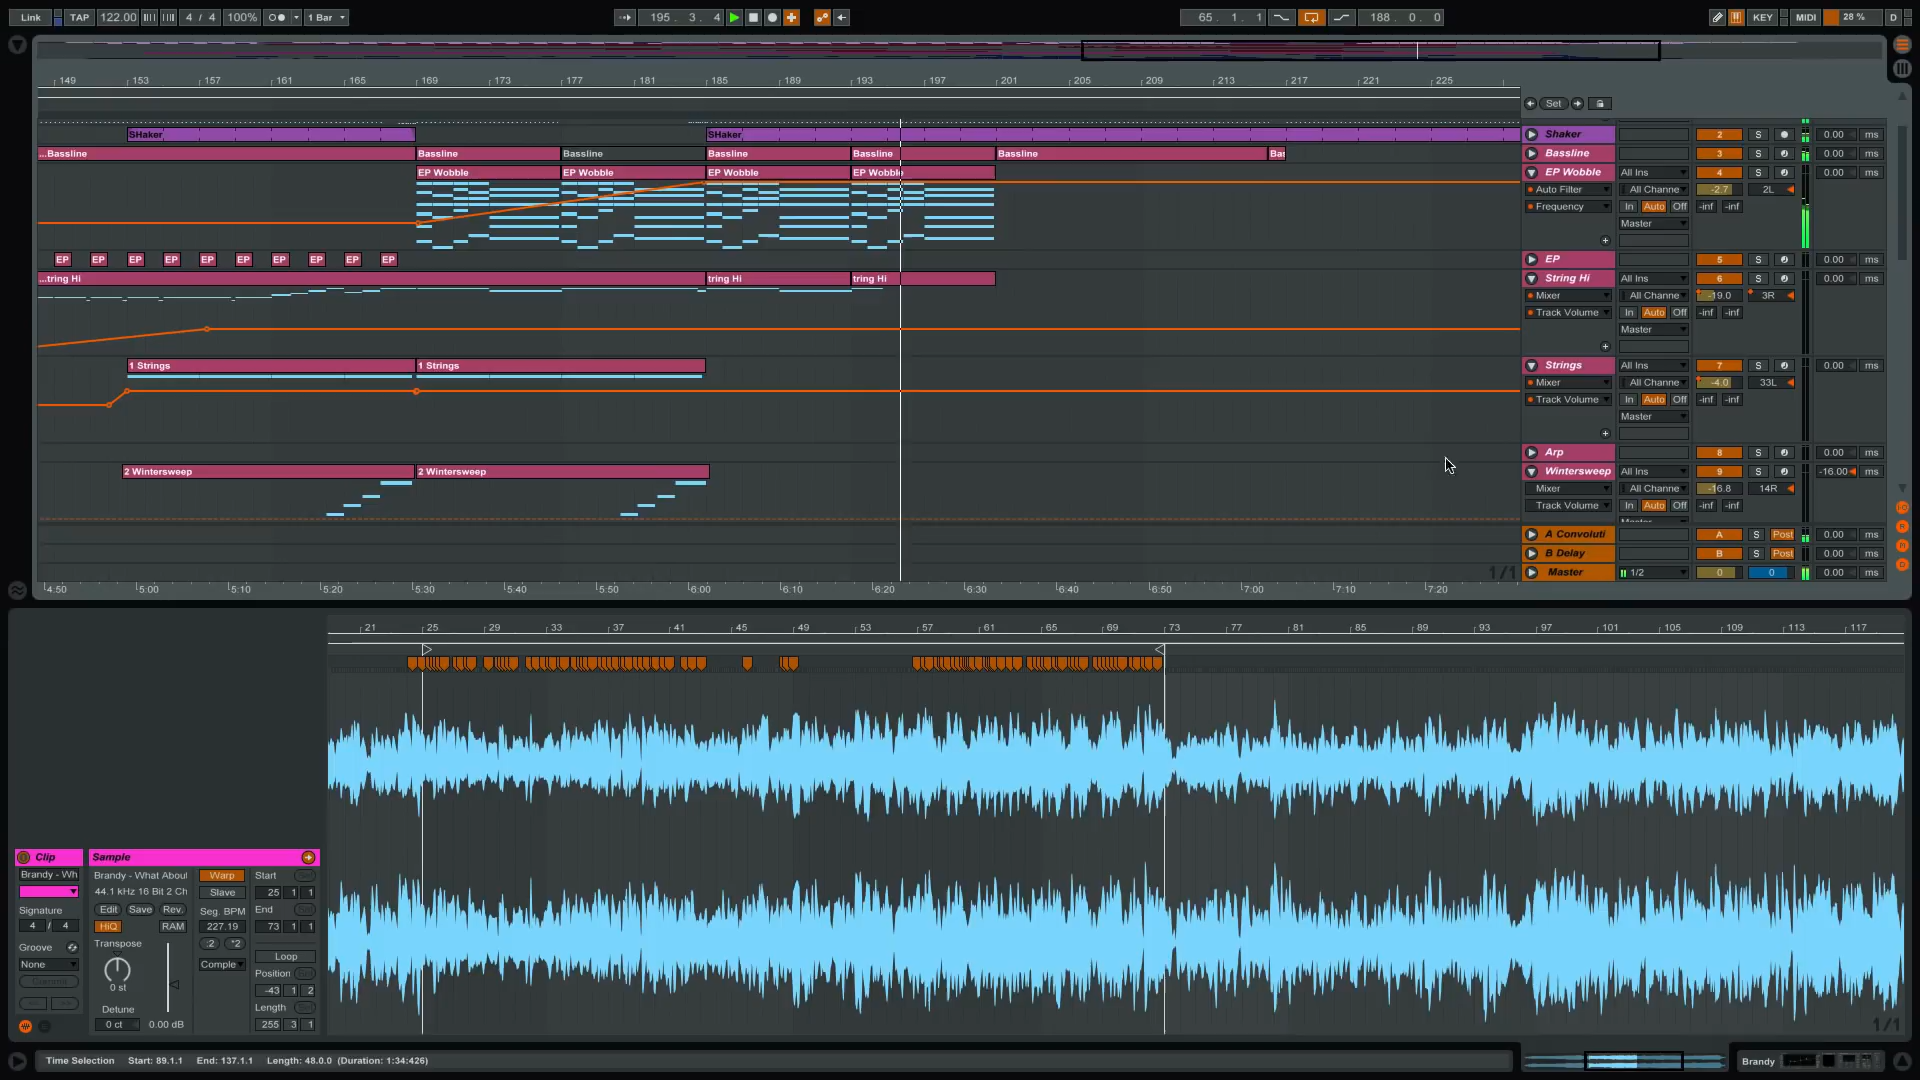 Link TAP 122.00 4 / 4 100% 1 Bar 195 . 3 . 4 65 . 1 . 1 188 . 0 . 0 KEY MIDI 28 % D
149 153 157 161 165 169 173 177 181 185 189 193 197 201 205 209 213 217 221 225
Set
SHaker SHaker Shaker 2 S 0.00 ms
...Bassline Bassline Bassline Bassline Bassline Bassline Bas Bassline 3 S 0.00 ms
EP Wobble EP Wobble EP Wobble EP Wobble EP Wobble All Ins 4 S 0.00 ms
Auto Filter All Channe -2.7 2L
Frequency In Auto Off -inf -inf
Master
EP EP EP EP EP EP EP EP EP EP EP 5 S 0.00 ms
...tring Hi tring Hi tring Hi String Hi All Ins 6 S 0.00 ms
Mixer All Channe -19.0 3R
Track Volume In Auto Off -inf -inf
Master
1 Strings 1 Strings Strings All Ins 7 S 0.00 ms
Mixer All Channe -4.0 33L
Track Volume In Auto Off -inf -inf
Master
Arp 8 S 0.00 ms
2 Wintersweep 2 Wintersweep Wintersweep All Ins 9 S -16.00 ms
Mixer All Channe -16.8 14R
Track Volume In Auto Off -inf -inf
A Convoluti A S Post 0.00 ms
B Delay B S Post 0.00 ms
1/1 Master 1/2 0 0 0.00 ms
4:50 5:00 5:10 5:20 5:30 5:40 5:50 6:00 6:10 6:20 6:30 6:40 6:50 7:00 7:10 7:20
21 25 29 33 37 41 45 49 53 57 61 65 69 73 77 81 85 89 93 97 101 105 109 113 117
Clip Sample
Brandy - Wh Brandy - What Abou Warp Start
44.1 kHz 16 Bit 2 Ch Slave 25 1 1
Signature Edit Save Rev. Seg. BPM End
4 / 4 HiQ RAM 227.19 73 1 1
Groove Transpose :2 *2 Loop
None Comple Position
0 st -43 1 2
Detune Length
0 ct 0.00 dB 255 3 1
1/1
Time Selection Start: 89.1.1 End: 137.1.1 Length: 48.0.0 (Duration: 1:34:426) Brandy